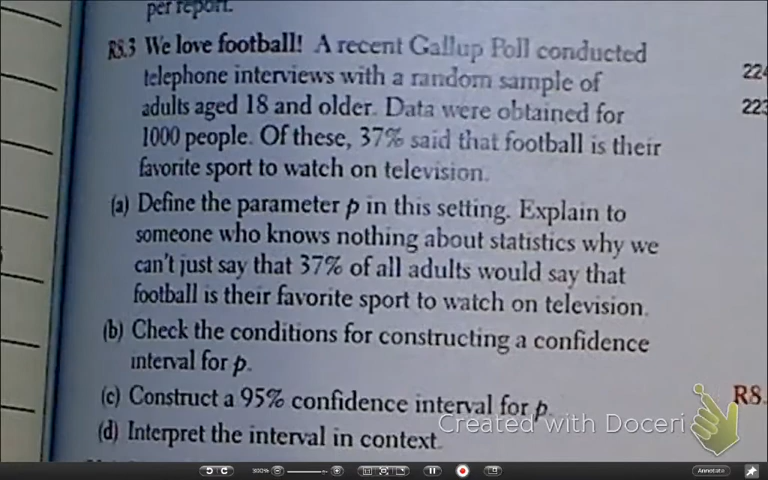 per report.
R8.3 We love football! A recent Gallup Poll conducted
telephone interviews with a random sample of
adults aged 18 and older. Data were obtained for
1000 people. Of these, 37% said that football is their
favorite sport to watch on television.
(a) Define the parameter p in this setting. Explain to
someone who knows nothing about statistics why we
can't just say that 37% of all adults would say that
football is their favorite sport to watch on television.
(b) Check the conditions for constructing a confidence
interval for p.
(c) Construct a 95% confidence interval for p.
(d) Interpret the interval in context.
224
223
R8.
Created with Doceri
300%
Annotate